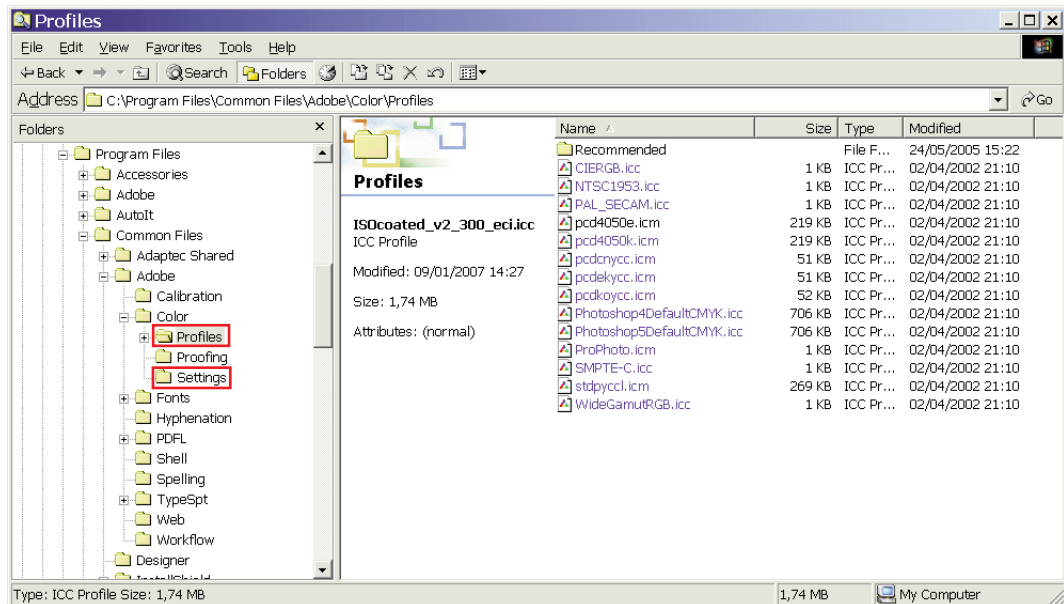 Profiles
File Edit View Favorites Tools Help
Back Search Folders
Address C:\Program Files\Common Files\Adobe\Color\Profiles Go
Folders
Program Files
Accessories
Adobe
AutoIt
Common Files
Adaptec Shared
Adobe
Calibration
Color
Profiles
Proofing
Settings
Fonts
Hyphenation
PDFL
Shell
Spelling
TypeSpt
Web
Workflow
Designer
Profiles
ISOcoated_v2_300_eci.icc
ICC Profile
Modified: 09/01/2007 14:27
Size: 1,74 MB
Attributes: (normal)
Name Size Type Modified
Recommended File F... 24/05/2005 15:22
CIERGB.icc 1 KB ICC Pr... 02/04/2002 21:10
NTSC1953.icc 1 KB ICC Pr... 02/04/2002 21:10
PAL_SECAM.icc 1 KB ICC Pr... 02/04/2002 21:10
pcd4050e.icm 219 KB ICC Pr... 02/04/2002 21:10
pcd4050k.icm 219 KB ICC Pr... 02/04/2002 21:10
pcdcnycc.icm 51 KB ICC Pr... 02/04/2002 21:10
pcdekycc.icm 51 KB ICC Pr... 02/04/2002 21:10
pcdkoycc.icm 52 KB ICC Pr... 02/04/2002 21:10
Photoshop4DefaultCMYK.icc 706 KB ICC Pr... 02/04/2002 21:10
Photoshop5DefaultCMYK.icc 706 KB ICC Pr... 02/04/2002 21:10
ProPhoto.icm 1 KB ICC Pr... 02/04/2002 21:10
SMPTE-C.icc 1 KB ICC Pr... 02/04/2002 21:10
stdpyccl.icm 269 KB ICC Pr... 02/04/2002 21:10
WideGamutRGB.icc 1 KB ICC Pr... 02/04/2002 21:10
Type: ICC Profile Size: 1,74 MB 1,74 MB My Computer